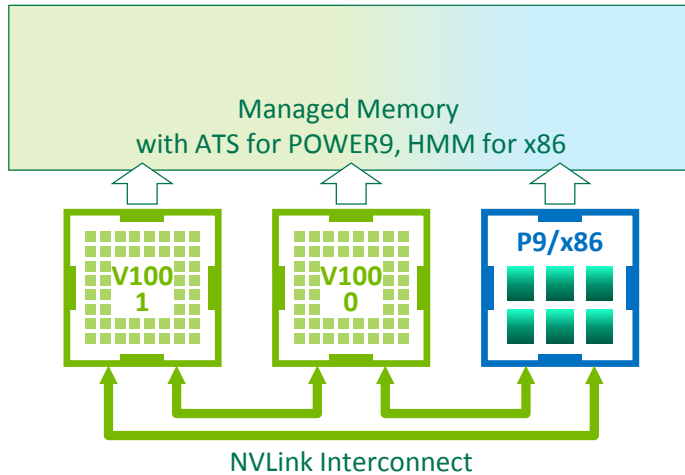 Managed Memory
with ATS for POWER9, HMM for x86
V100
1
V100
0
P9/x86
NVLink Interconnect